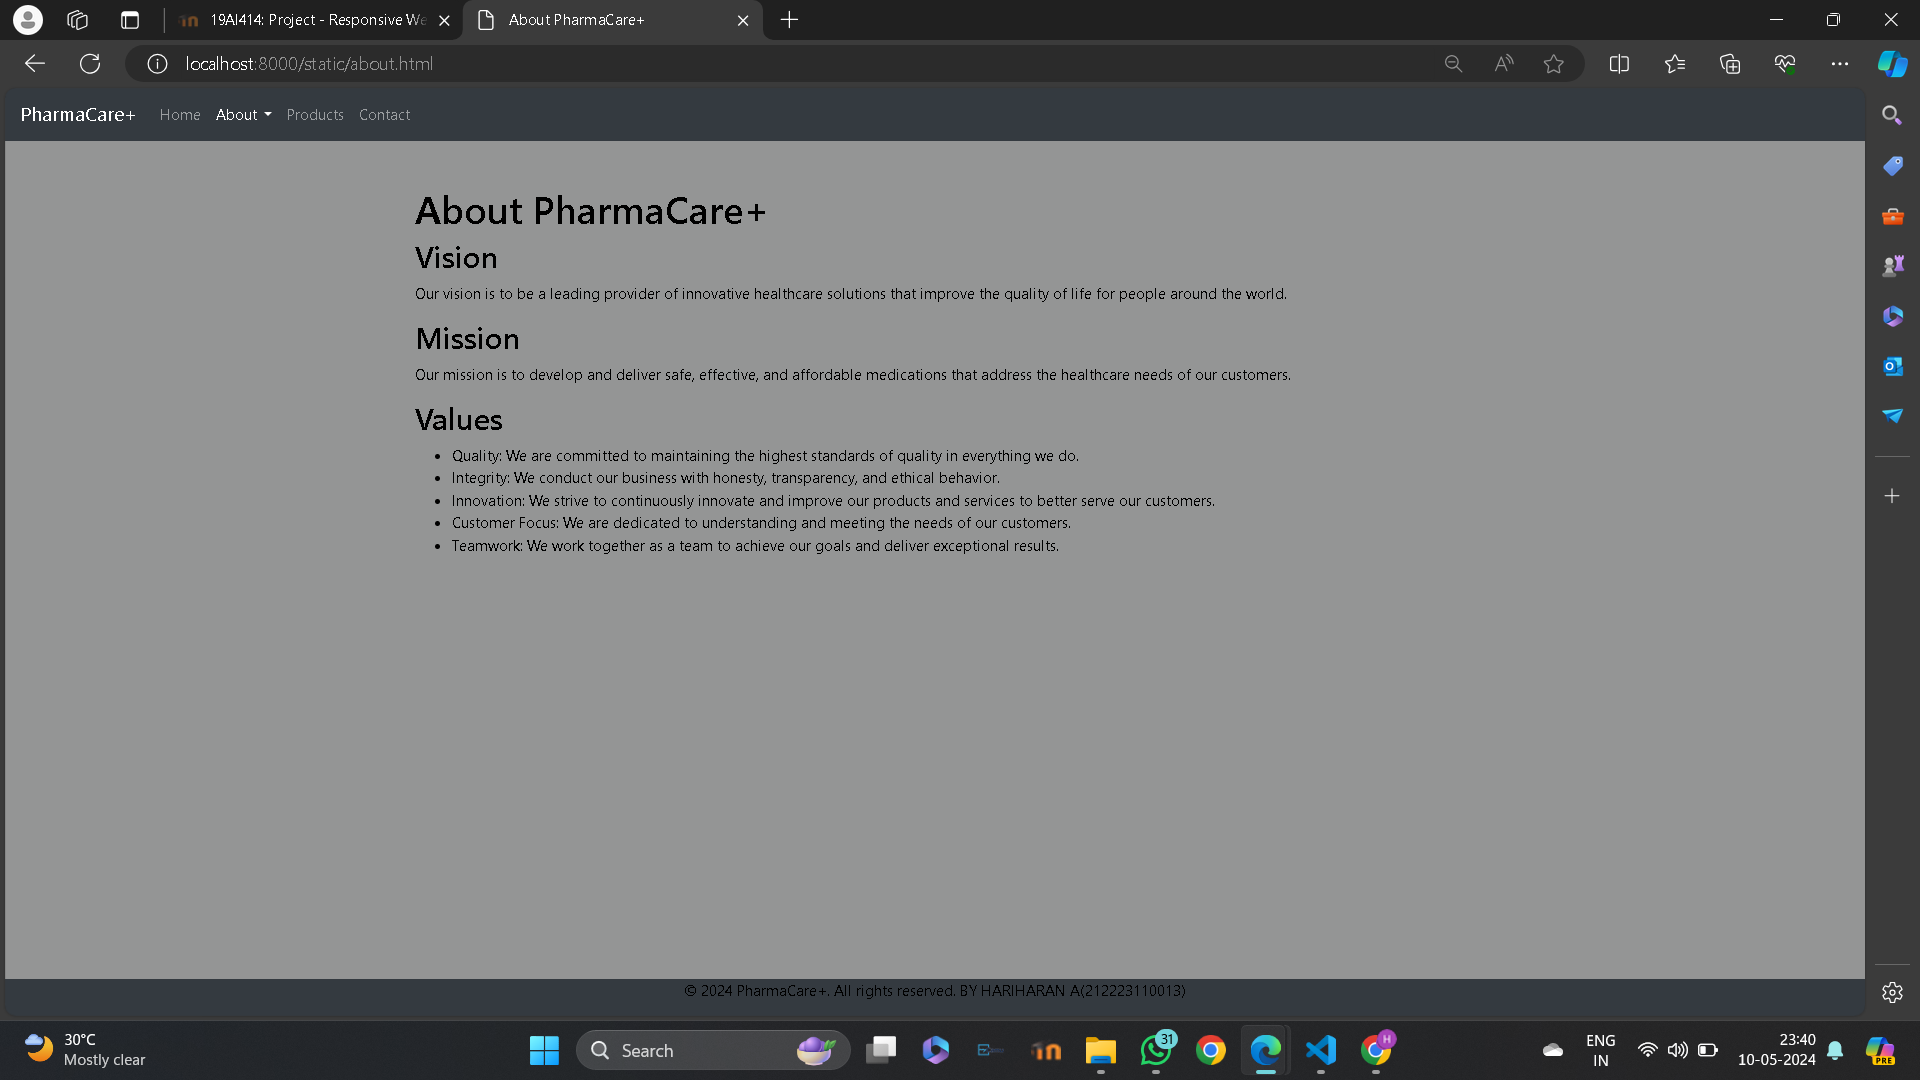 19AI414: Project - Responsive We
About PharmaCare+
localhost:8000/static/about.html
PharmaCare+ Home About Products Contact
About PharmaCare+
Vision
Our vision is to be a leading provider of innovative healthcare solutions that improve the quality of life for people around the world.
Mission
Our mission is to develop and deliver safe, effective, and affordable medications that address the healthcare needs of our customers.
Values
• Quality: We are committed to maintaining the highest standards of quality in everything we do.
• Integrity: We conduct our business with honesty, transparency, and ethical behavior.
• Innovation: We strive to continuously innovate and improve our products and services to better serve our customers.
• Customer Focus: We are dedicated to understanding and meeting the needs of our customers.
• Teamwork: We work together as a team to achieve our goals and deliver exceptional results.
© 2024 PharmaCare+. All rights reserved. BY HARIHARAN A(212223110013)
30°C
Mostly clear
Search
31
H
ENG
IN
23:40
10-05-2024
PRE